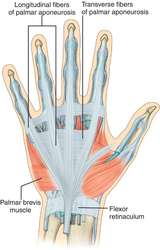 Longitudinal fibers
of palmar aponeurosis
Transverse fibers
of palmar aponeurosis
Palmar brevis
muscle
Flexor
retinaculum